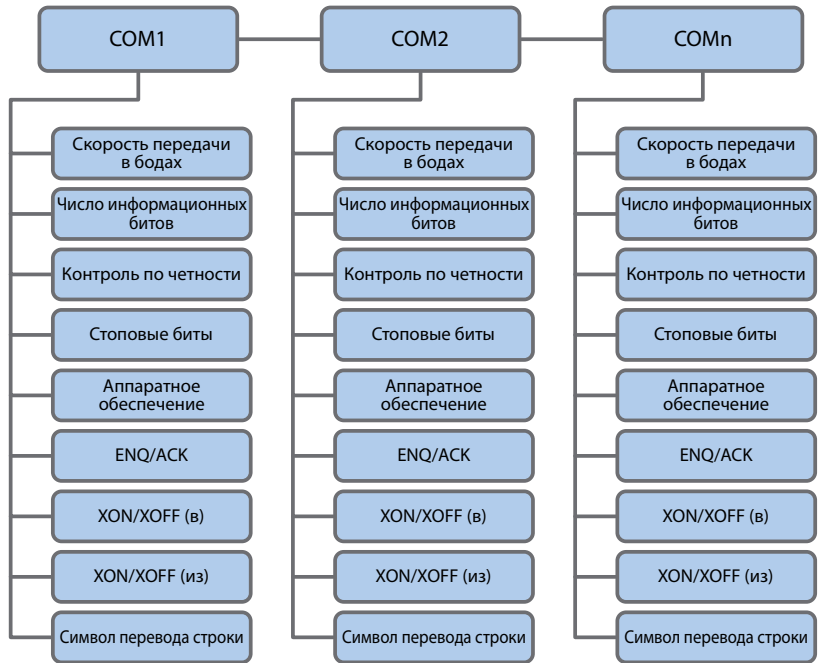 COM1
COM2
COMn
Скорость передачи
в бодах
Число информационных
битов
Контроль по четности
Стоповые биты
Аппаратное
обеспечение
ENQ/ACK
XON/XOFF (в)
XON/XOFF (из)
Символ перевода строки
Скорость передачи
в бодах
Число информационных
битов
Контроль по четности
Стоповые биты
Аппаратное
обеспечение
ENQ/ACK
XON/XOFF (в)
XON/XOFF (из)
Символ перевода строки
Скорость передачи
в бодах
Число информационных
битов
Контроль по четности
Стоповые биты
Аппаратное
обеспечение
ENQ/ACK
XON/XOFF (в)
XON/XOFF (из)
Символ перевода строки